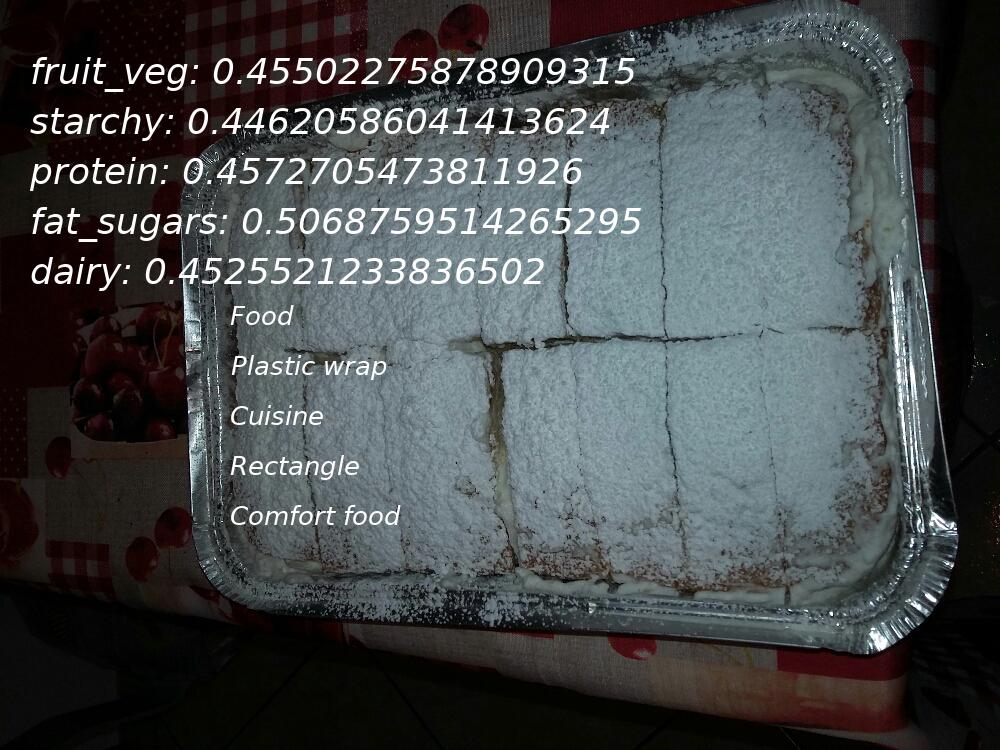 fruit_veg: 0.45502275878909315
starchy: 0.44620586041413624
protein: 0.4572705473811926
fat_sugars: 0.5068759514265295
dairy: 0.4525521233836502
Food
Plastic wrap
Cuisine
Rectangle
Comfort food